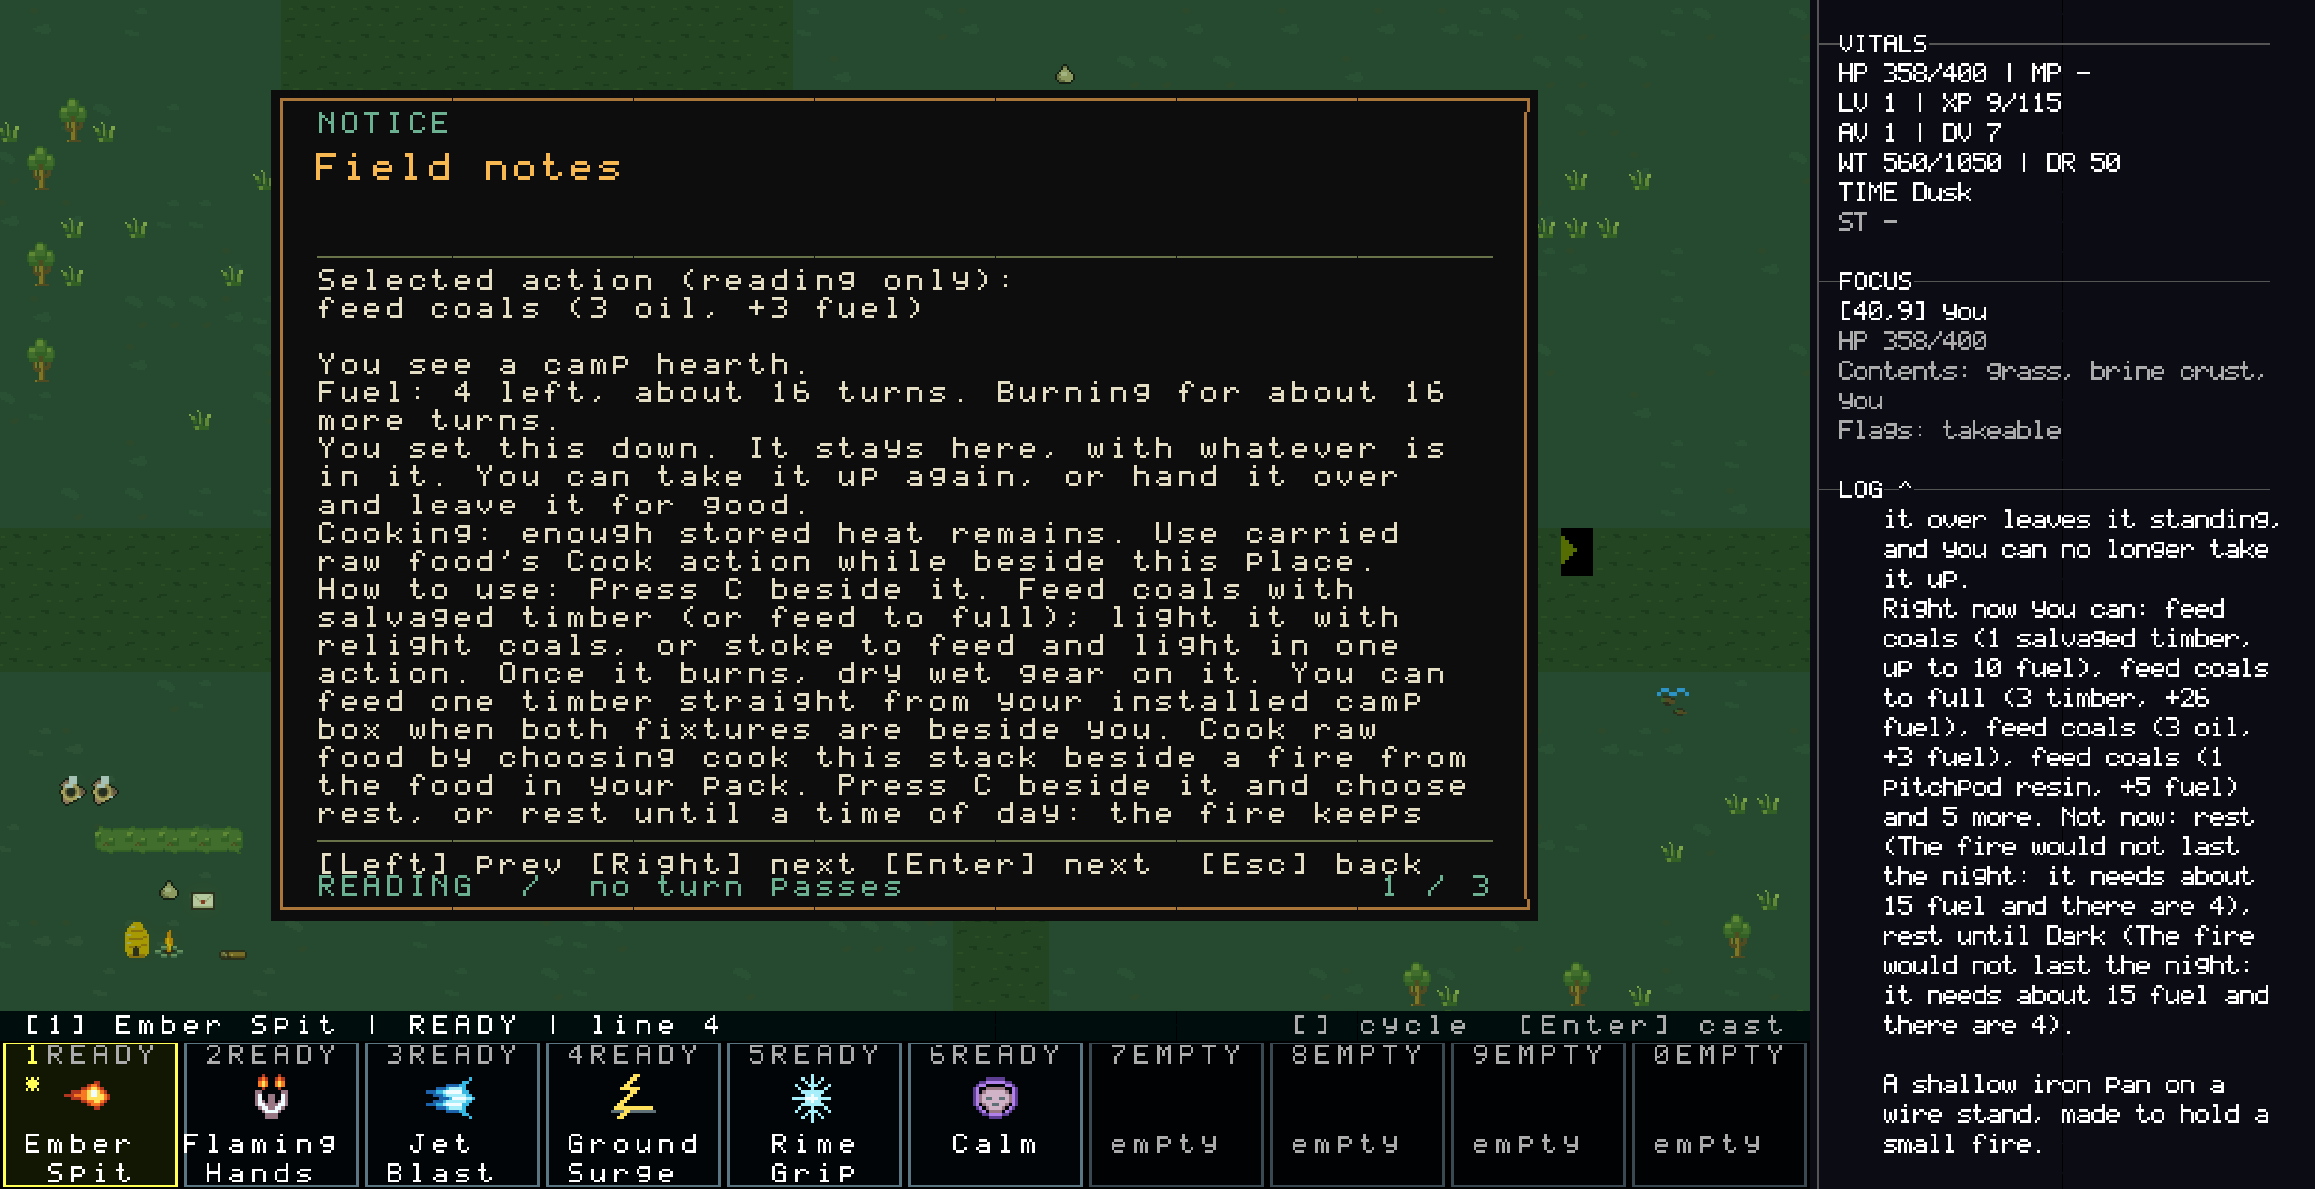 NOTICE
Field notes
Selected action (reading only):
feed coals (3 oil, +3 fuel)
You see a camp hearth.
Fuel: 4 left, about 16 turns. Burning for about 16
more turns.
You set this down. It stays here, with whatever is
in it. You can take it up again, or hand it over
and leave it for good.
Cooking: enough stored heat remains. Use carried
raw food's Cook action while beside this place.
How to use: Press C beside it. Feed coals with
salvaged timber (or feed to full); light it with
relight coals, or stoke to feed and light in one
action. Once it burns, dry wet gear on it. You can
feed one timber straight from your installed camp
box when both fixtures are beside you. Cook raw
food by choosing cook this stack beside a fire from
the food in your pack. Press C beside it and choose
rest, or rest until a time of day: the fire keeps
[Left] prev [Right] next [Enter] next [Esc] back
READING / no turn passes 1 / 3
VITALS
HP 358/400 | MP -
LV 1 | XP 9/115
AV 1 | DV 7
WT 560/1050 | DR 50
TIME Dusk
ST -
FOCUS
[40,9] you
HP 358/400
Contents: grass, brine crust,
you
Flags: takeable
LOG ^
it over leaves it standing,
and you can no longer take
it up.
Right now you can: feed
coals (1 salvaged timber,
up to 10 fuel), feed coals
to full (3 timber, +26
fuel), feed coals (3 oil,
+3 fuel), feed coals (1
pitchpod resin, +5 fuel)
and 5 more. Not now: rest
(The fire would not last
the night: it needs about
15 fuel and there are 4),
rest until Dark (The fire
would not last the night:
it needs about 15 fuel and
there are 4).
A shallow iron pan on a
wire stand, made to hold a
small fire.
[1] Ember Spit | READY | line 4 [] cycle [Enter] cast
1READY 2READY 3READY 4READY 5READY 6READY 7EMPTY 8EMPTY 9EMPTY 0EMPTY
Ember Flaming Jet Ground Rime Calm empty empty empty empty
Spit Hands Blast Surge Grip